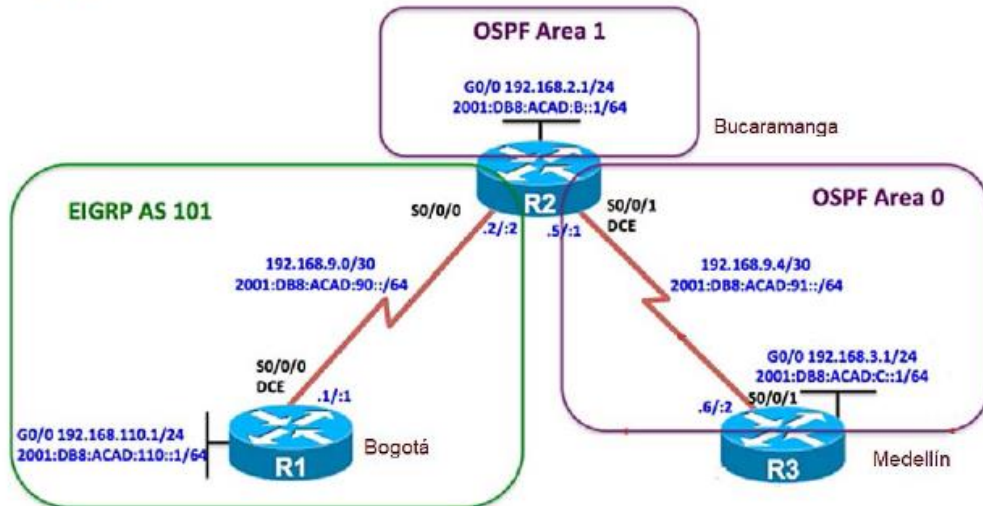 OSPF Area 1
G0/0 192.168.2.1/24
2001:DB8:ACAD:B::1/64
Bucaramanga
EIGRP AS 101
OSPF Area 0
R2
S0/0/0
.2/:2
S0/0/1
DCE
.5/:1
192.168.9.0/30
2001:DB8:ACAD:90::/64
192.168.9.4/30
2001:DB8:ACAD:91::/64
S0/0/0
DCE
.1/:1
G0/0 192.168.3.1/24
2001:DB8:ACAD:C::1/64
.6/:2
S0/0/1
G0/0 192.168.110.1/24
2001:DB8:ACAD:110::1/64
R1
Bogotá
R3
Medellín